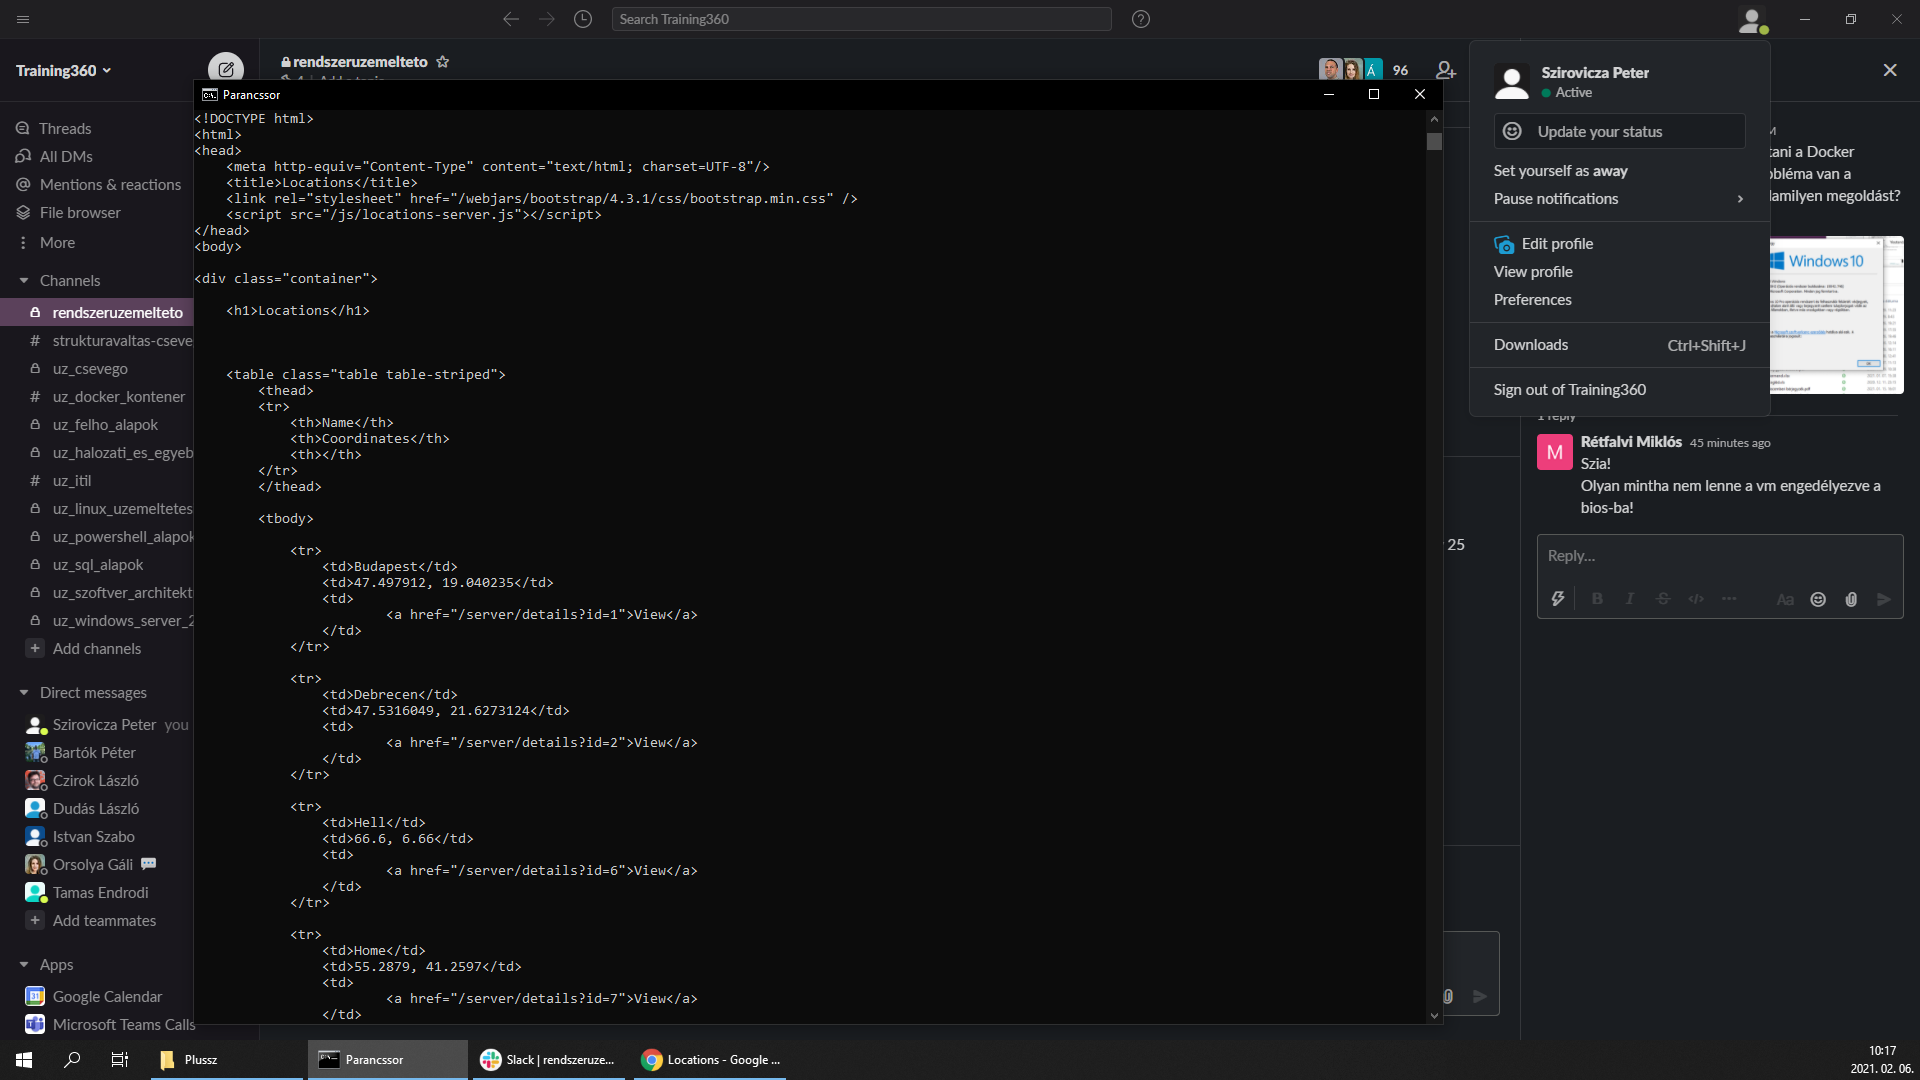 Search Training360
Training360
rendszeruzemelteto
96
Threads
All DMs
Mentions & reactions
File browser
More
Channels
rendszeruzemelteto
# strukturavaltas-cseve
uz_csevego
# uz_docker_kontener
uz_felho_alapok
uz_halozati_es_egyeb
# uz_itil
uz_linux_uzemeltetes
uz_powershell_alapok
uz_sql_alapok
uz_szoftver_architekt
uz_windows_server_2
+ Add channels
Direct messages
Szirovicza Peter you
Bartók Péter
Czirok László
Dudás László
Istvan Szabo
Orsolya Gáli
Tamas Endrodi
+ Add teammates
Apps
Google Calendar
Microsoft Teams Calls
Parancssor
<!DOCTYPE html>
<html>
<head>
<meta http-equiv="Content-Type" content="text/html; charset=UTF-8"/>
<title>Locations</title>
<link rel="stylesheet" href="/webjars/bootstrap/4.3.1/css/bootstrap.min.css" />
<script src="/js/locations-server.js"></script>
</head>
<body>
<div class="container">
<h1>Locations</h1>
<table class="table table-striped">
<thead>
<tr>
<th>Name</th>
<th>Coordinates</th>
<th></th>
</tr>
</thead>
<tbody>
<tr>
<td>Budapest</td>
<td>47.497912, 19.040235</td>
<td>
<a href="/server/details?id=1">View</a>
</td>
</tr>
<tr>
<td>Debrecen</td>
<td>47.5316049, 21.6273124</td>
<td>
<a href="/server/details?id=2">View</a>
</td>
</tr>
<tr>
<td>Hell</td>
<td>66.6, 6.66</td>
<td>
<a href="/server/details?id=6">View</a>
</td>
</tr>
<tr>
<td>Home</td>
<td>55.2879, 41.2597</td>
<td>
<a href="/server/details?id=7">View</a>
</td>
25
Szirovicza Peter
Active
Update your status
Set yourself as away
Pause notifications
Edit profile
View profile
Preferences
Downloads Ctrl+Shift+J
Sign out of Training360
a Docker
van a
megoldást?
Windows 10
1 reply
M
Rétfalvi Miklós 45 minutes ago
Szia!
Olyan mintha nem lenne a vm engedélyezve a
bios-ba!
Reply...
B I S </> ... Aa
Plussz
Parancssor
Slack | rendszeruze...
Locations - Google ...
10:17
2021. 02. 06.